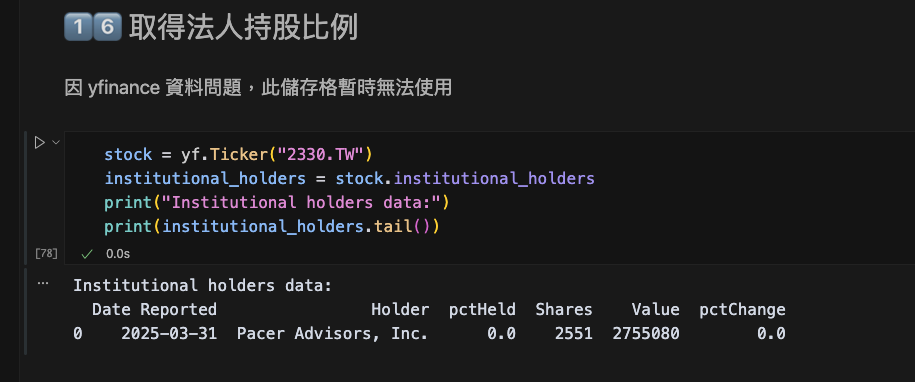 1️⃣6️⃣ 取得法人持股比例
因 yfinance 資料問題，此儲存格暫時無法使用
stock = yf.Ticker("2330.TW")
institutional_holders = stock.institutional_holders
print("Institutional holders data:")
print(institutional_holders.tail())
[78] ✓ 0.0s
... Institutional holders data:
  Date Reported                Holder  pctHeld  Shares    Value  pctChange
0    2025-03-31  Pacer Advisors, Inc.      0.0    2551  2755080        0.0